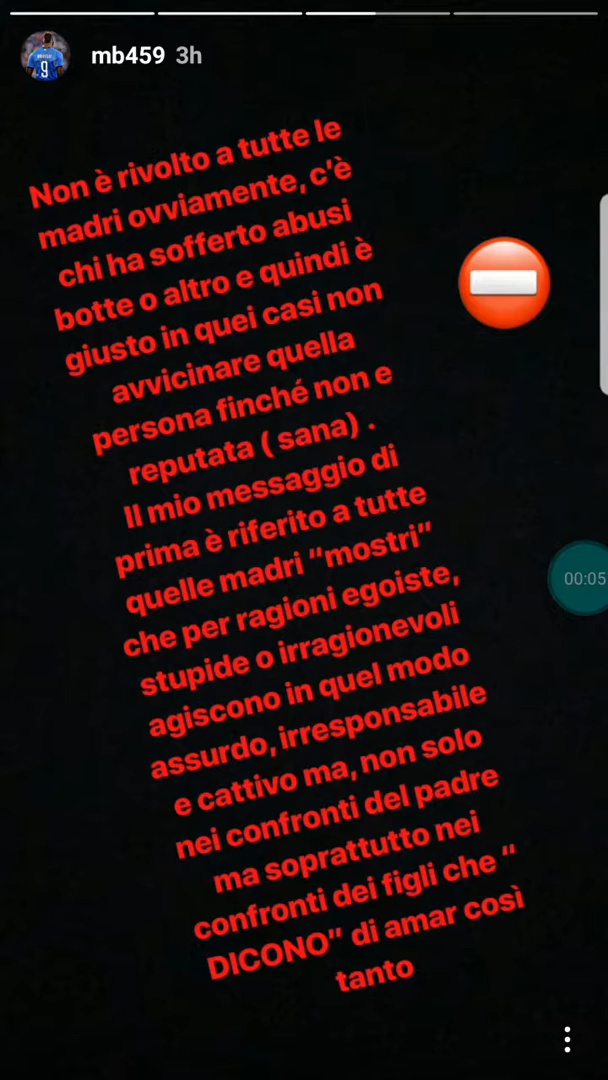 mb459 3h
Non è rivolto a tutte le
madri ovviamente, c'è
chi ha sofferto abusi
botte o altro e quindi è
giusto in quei casi non
avvicinare quella
persona finché non e
reputata ( sana) .
Il mio messaggio di
prima è riferito a tutte
quelle madri “mostri”
che per ragioni egoiste,
stupide o irragionevoli
agiscono in quel modo
assurdo, irresponsabile
e cattivo ma, non solo
nei confronti del padre
ma soprattutto nei
confronti dei figli che “
DICONO” di amar così
tanto
00:05
9